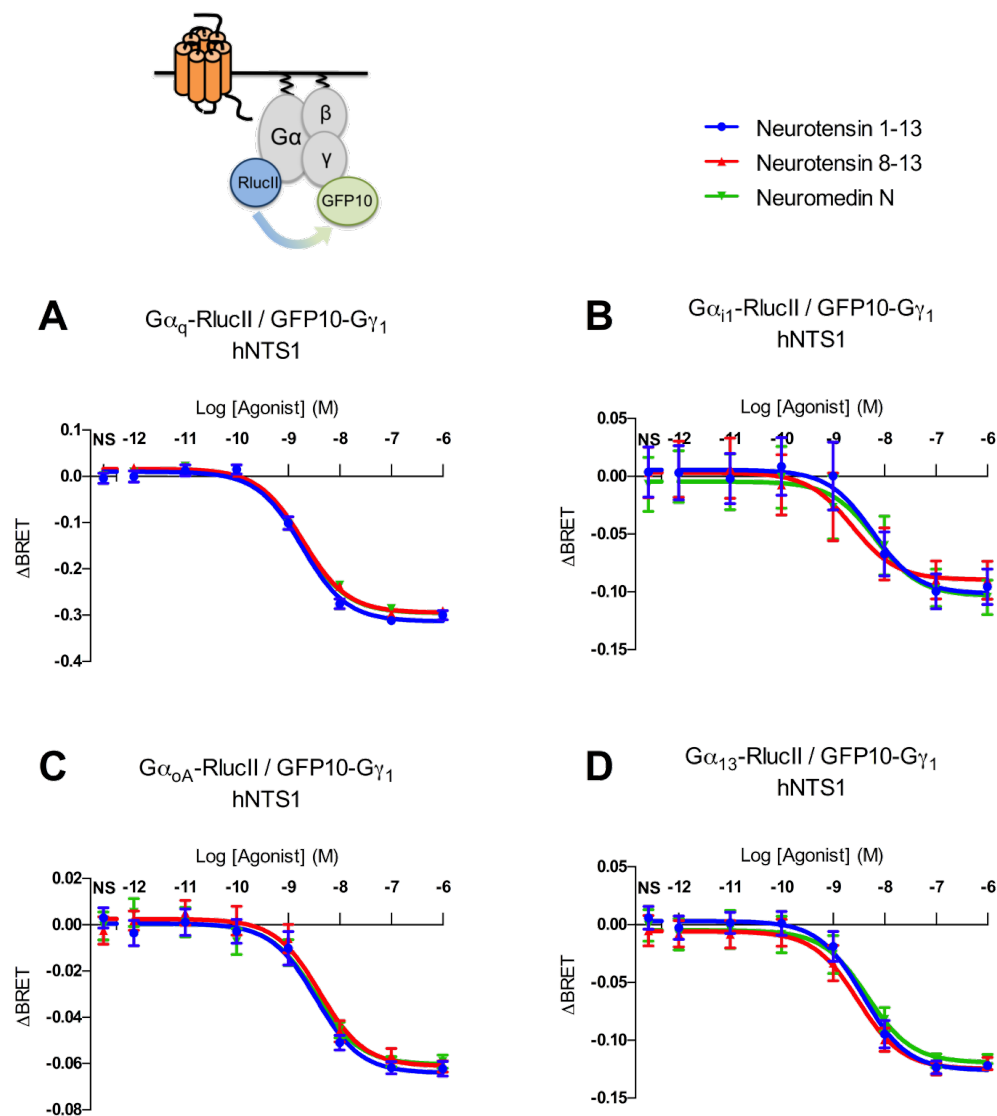 Gα
β
γ
RlucII
GFP10
Neurotensin 1-13
Neurotensin 8-13
Neuromedin N
A
Gαq-RlucII / GFP10-Gγ1
hNTS1
Log [Agonist] (M)
NS -12 -11 -10 -9 -8 -7 -6
0.1
0.0
-0.1
-0.2
-0.3
-0.4
ΔBRET
B
Gαi1-RlucII / GFP10-Gγ1
hNTS1
Log [Agonist] (M)
NS -12 -11 -10 -9 -8 -7 -6
0.05
0.00
-0.05
-0.10
-0.15
ΔBRET
C
GαoA-RlucII / GFP10-Gγ1
hNTS1
Log [Agonist] (M)
NS -12 -11 -10 -9 -8 -7 -6
0.02
0.00
-0.02
-0.04
-0.06
-0.08
ΔBRET
D
Gα13-RlucII / GFP10-Gγ1
hNTS1
Log [Agonist] (M)
NS -12 -11 -10 -9 -8 -7 -6
0.05
0.00
-0.05
-0.10
-0.15
ΔBRET